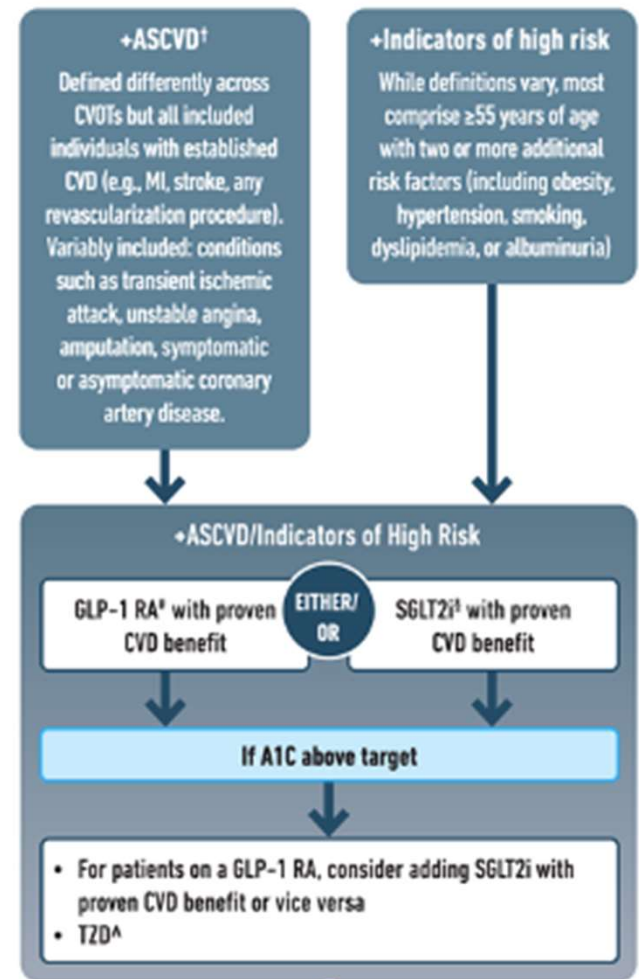 +ASCVD†
Defined differently across
CVOTs but all included
individuals with established
CVD (e.g., MI, stroke, any
revascularization procedure).
Variably included: conditions
such as transient ischemic
attack, unstable angina,
amputation, symptomatic
or asymptomatic coronary
artery disease.
+Indicators of high risk
While definitions vary, most
comprise ≥55 years of age
with two or more additional
risk factors (including obesity,
hypertension, smoking,
dyslipidemia, or albuminuria)
+ASCVD/Indicators of High Risk
GLP-1 RA# with proven
CVD benefit
EITHER/
OR
SGLT2i§ with proven
CVD benefit
If A1C above target
• For patients on a GLP-1 RA, consider adding SGLT2i with
proven CVD benefit or vice versa
• TZD^